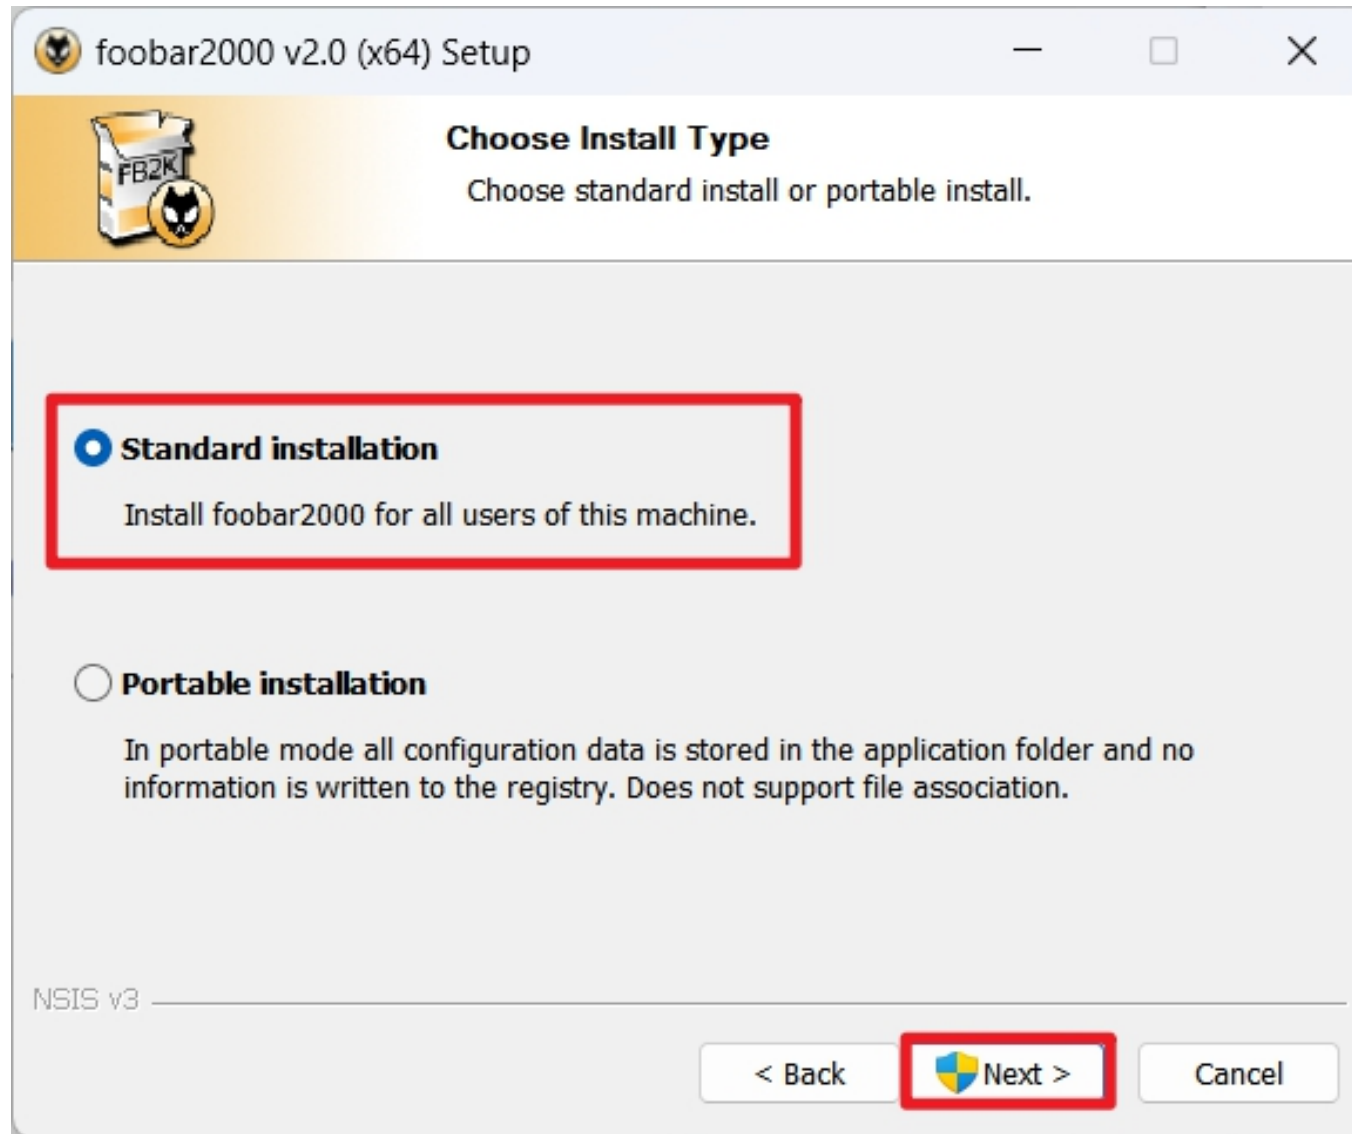 foobar2000 v2.0 (x64) Setup
FB2K
Choose Install Type
Choose standard install or portable install.
Standard installation
Install foobar2000 for all users of this machine.
Portable installation
In portable mode all configuration data is stored in the application folder and no
information is written to the registry. Does not support file association.
NSIS v3
< Back
Next >
Cancel